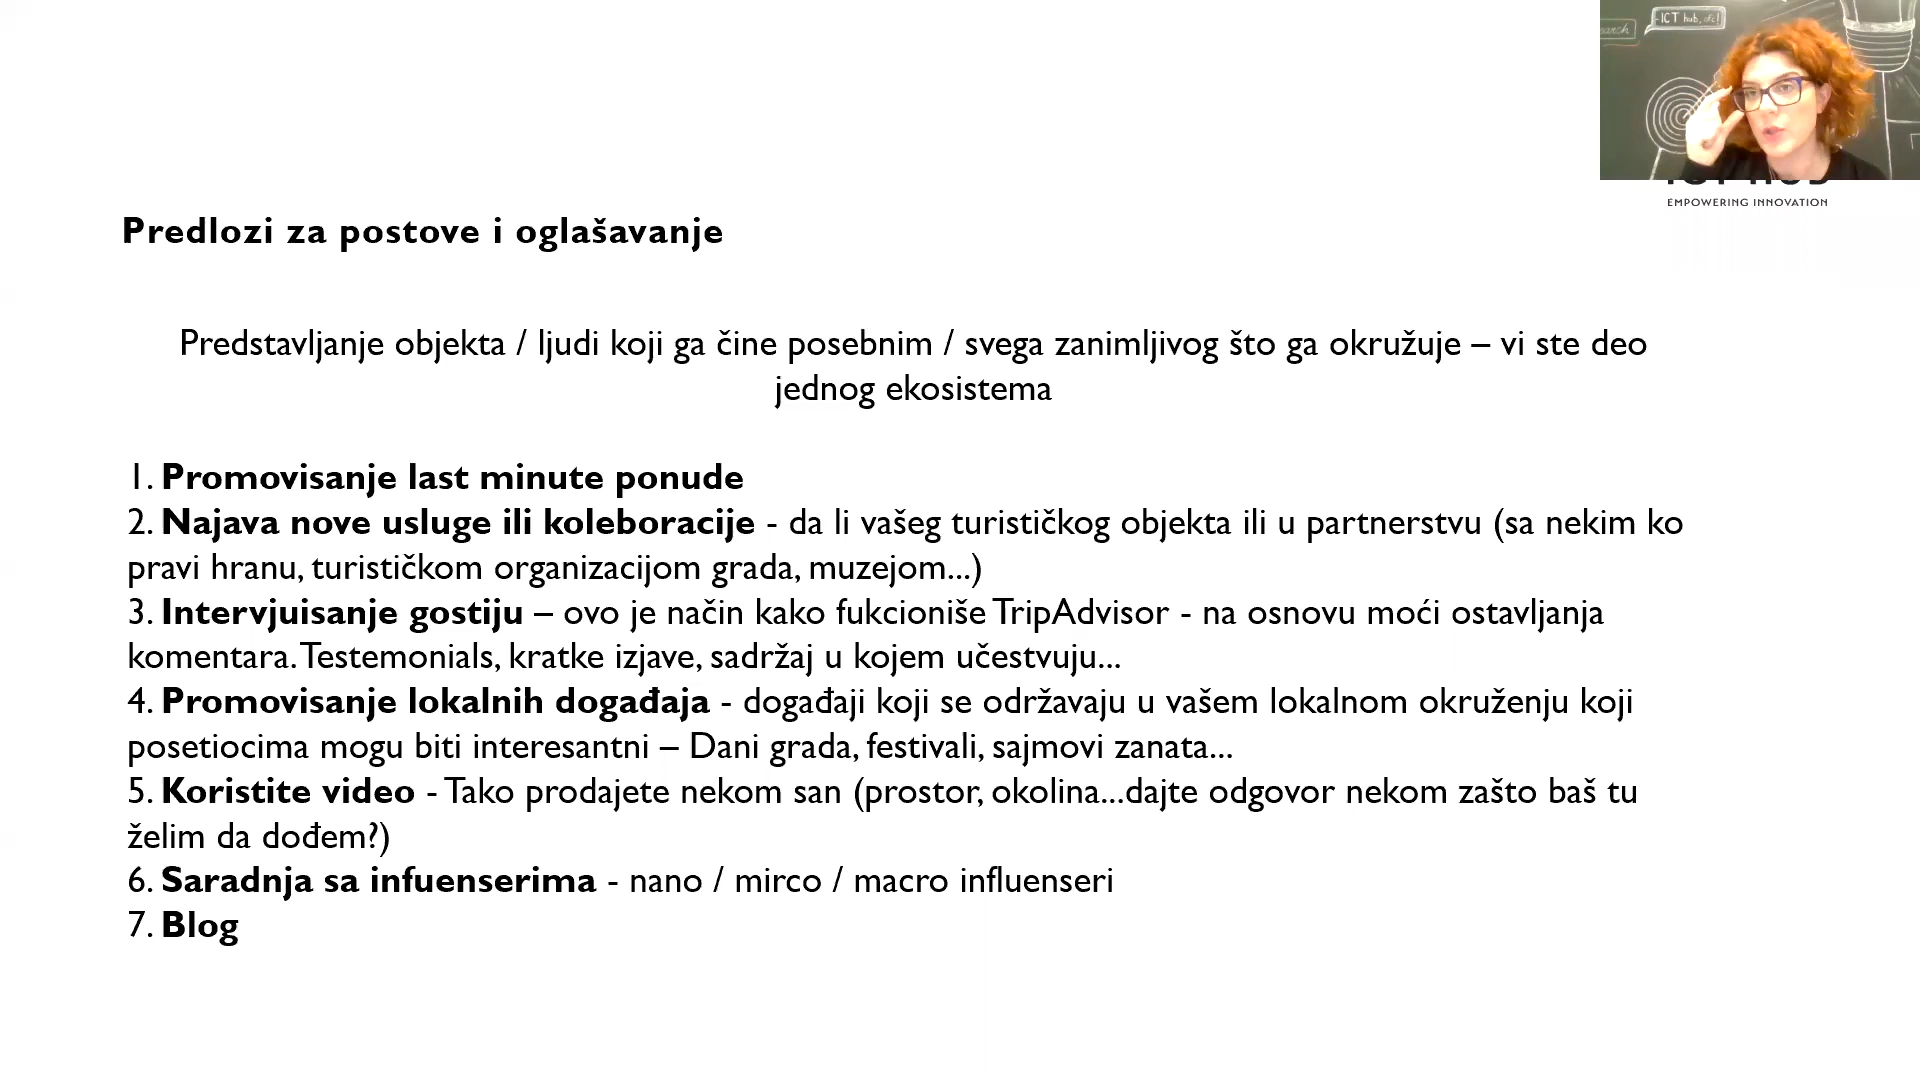 -ICT hub, ofc!
earch
EMPOWERING INNOVATION
Predlozi za postove i oglašavanje
Predstavljanje objekta / ljudi koji ga čine posebnim / svega zanimljivog što ga okružuje – vi ste deo
jednog ekosistema
1. Promovisanje last minute ponude
2. Najava nove usluge ili koleboracije - da li vašeg turističkog objekta ili u partnerstvu (sa nekim ko
pravi hranu, turističkom organizacijom grada, muzejom...)
3. Intervjuisanje gostiju – ovo je način kako fukcioniše TripAdvisor - na osnovu moći ostavljanja
komentara. Testemonials, kratke izjave, sadržaj u kojem učestvuju...
4. Promovisanje lokalnih događaja - događaji koji se održavaju u vašem lokalnom okruženju koji
posetiocima mogu biti interesantni – Dani grada, festivali, sajmovi zanata...
5. Koristite video - Tako prodajete nekom san (prostor, okolina...dajte odgovor nekom zašto baš tu
želim da dođem?)
6. Saradnja sa infuenserima - nano / mirco / macro influenseri
7. Blog